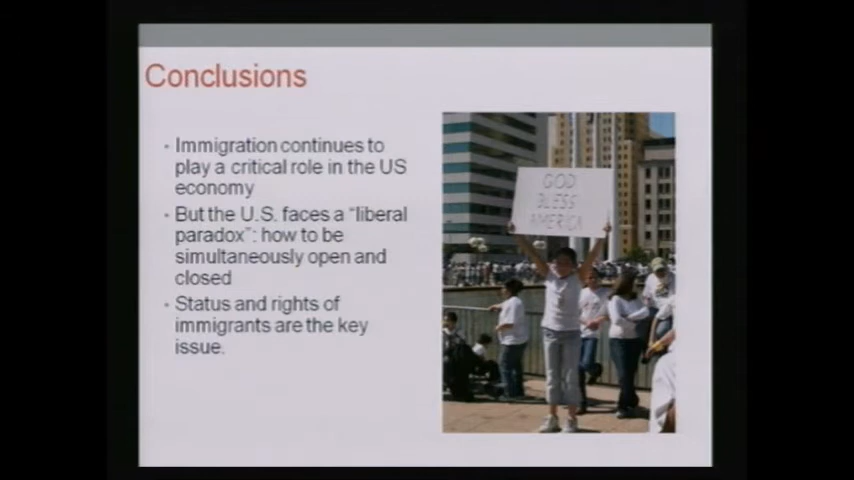 Conclusions
• Immigration continues to
play a critical role in the US
economy
• But the U.S. faces a "liberal
paradox": how to be
simultaneously open and
closed
• Status and rights of
immigrants are the key
issue.
GOD
BLESS
AMERICA